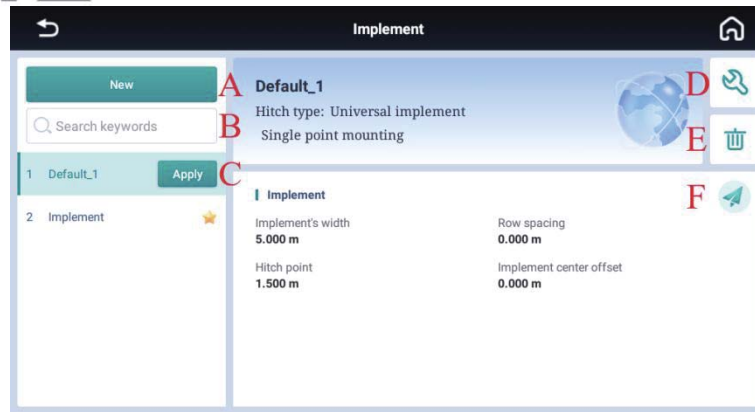 Implement
New
A
Search keywords
B
1 Default_1 Apply
C
2 Implement
Default_1
Hitch type: Universal implement
Single point mounting
D
E
F
Implement
Implement's width
5.000 m
Row spacing
0.000 m
Hitch point
1.500 m
Implement center offset
0.000 m